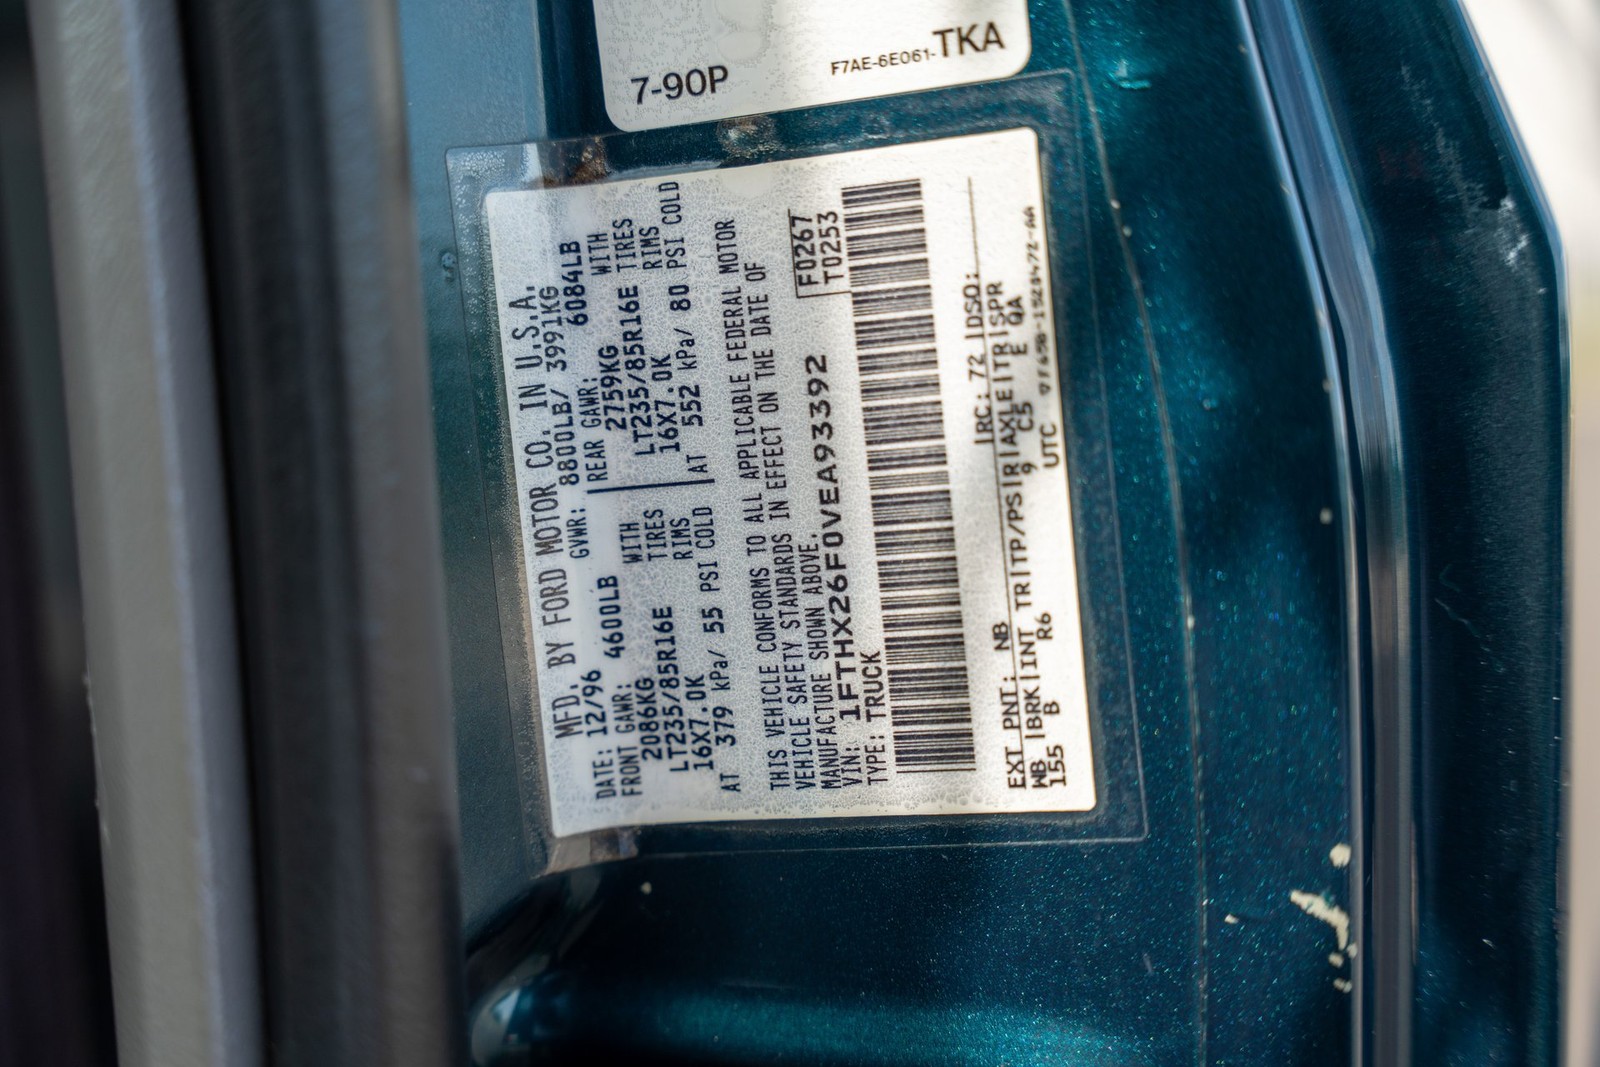 7-90P
F7AE-6E061-TKA
MFD. BY FORD MOTOR CO. IN U.S.A.
DATE: 12/96 GVWR: 8800LB/ 3991KG
FRONT GAWR: 4600LB REAR GAWR: 6084LB
2086KG WITH 2759KG WITH
LT235/85R16E TIRES LT235/85R16E TIRES
16X7.0K RIMS 16X7.0K RIMS
AT 379 kPa/ 55 PSI COLD AT 552 kPa/ 80 PSI COLD
THIS VEHICLE CONFORMS TO ALL APPLICABLE FEDERAL MOTOR
VEHICLE SAFETY STANDARDS IN EFFECT ON THE DATE OF
MANUFACTURE SHOWN ABOVE.
F0267
VIN: 1FTHX26F0VEA93392 T0253
TYPE: TRUCK
EXT PNT: NB RC: 72 DSO:
WB BRK INT TR TP/PS R AXLE TR SPR
155 B R6 9 C5 E QA
UTC